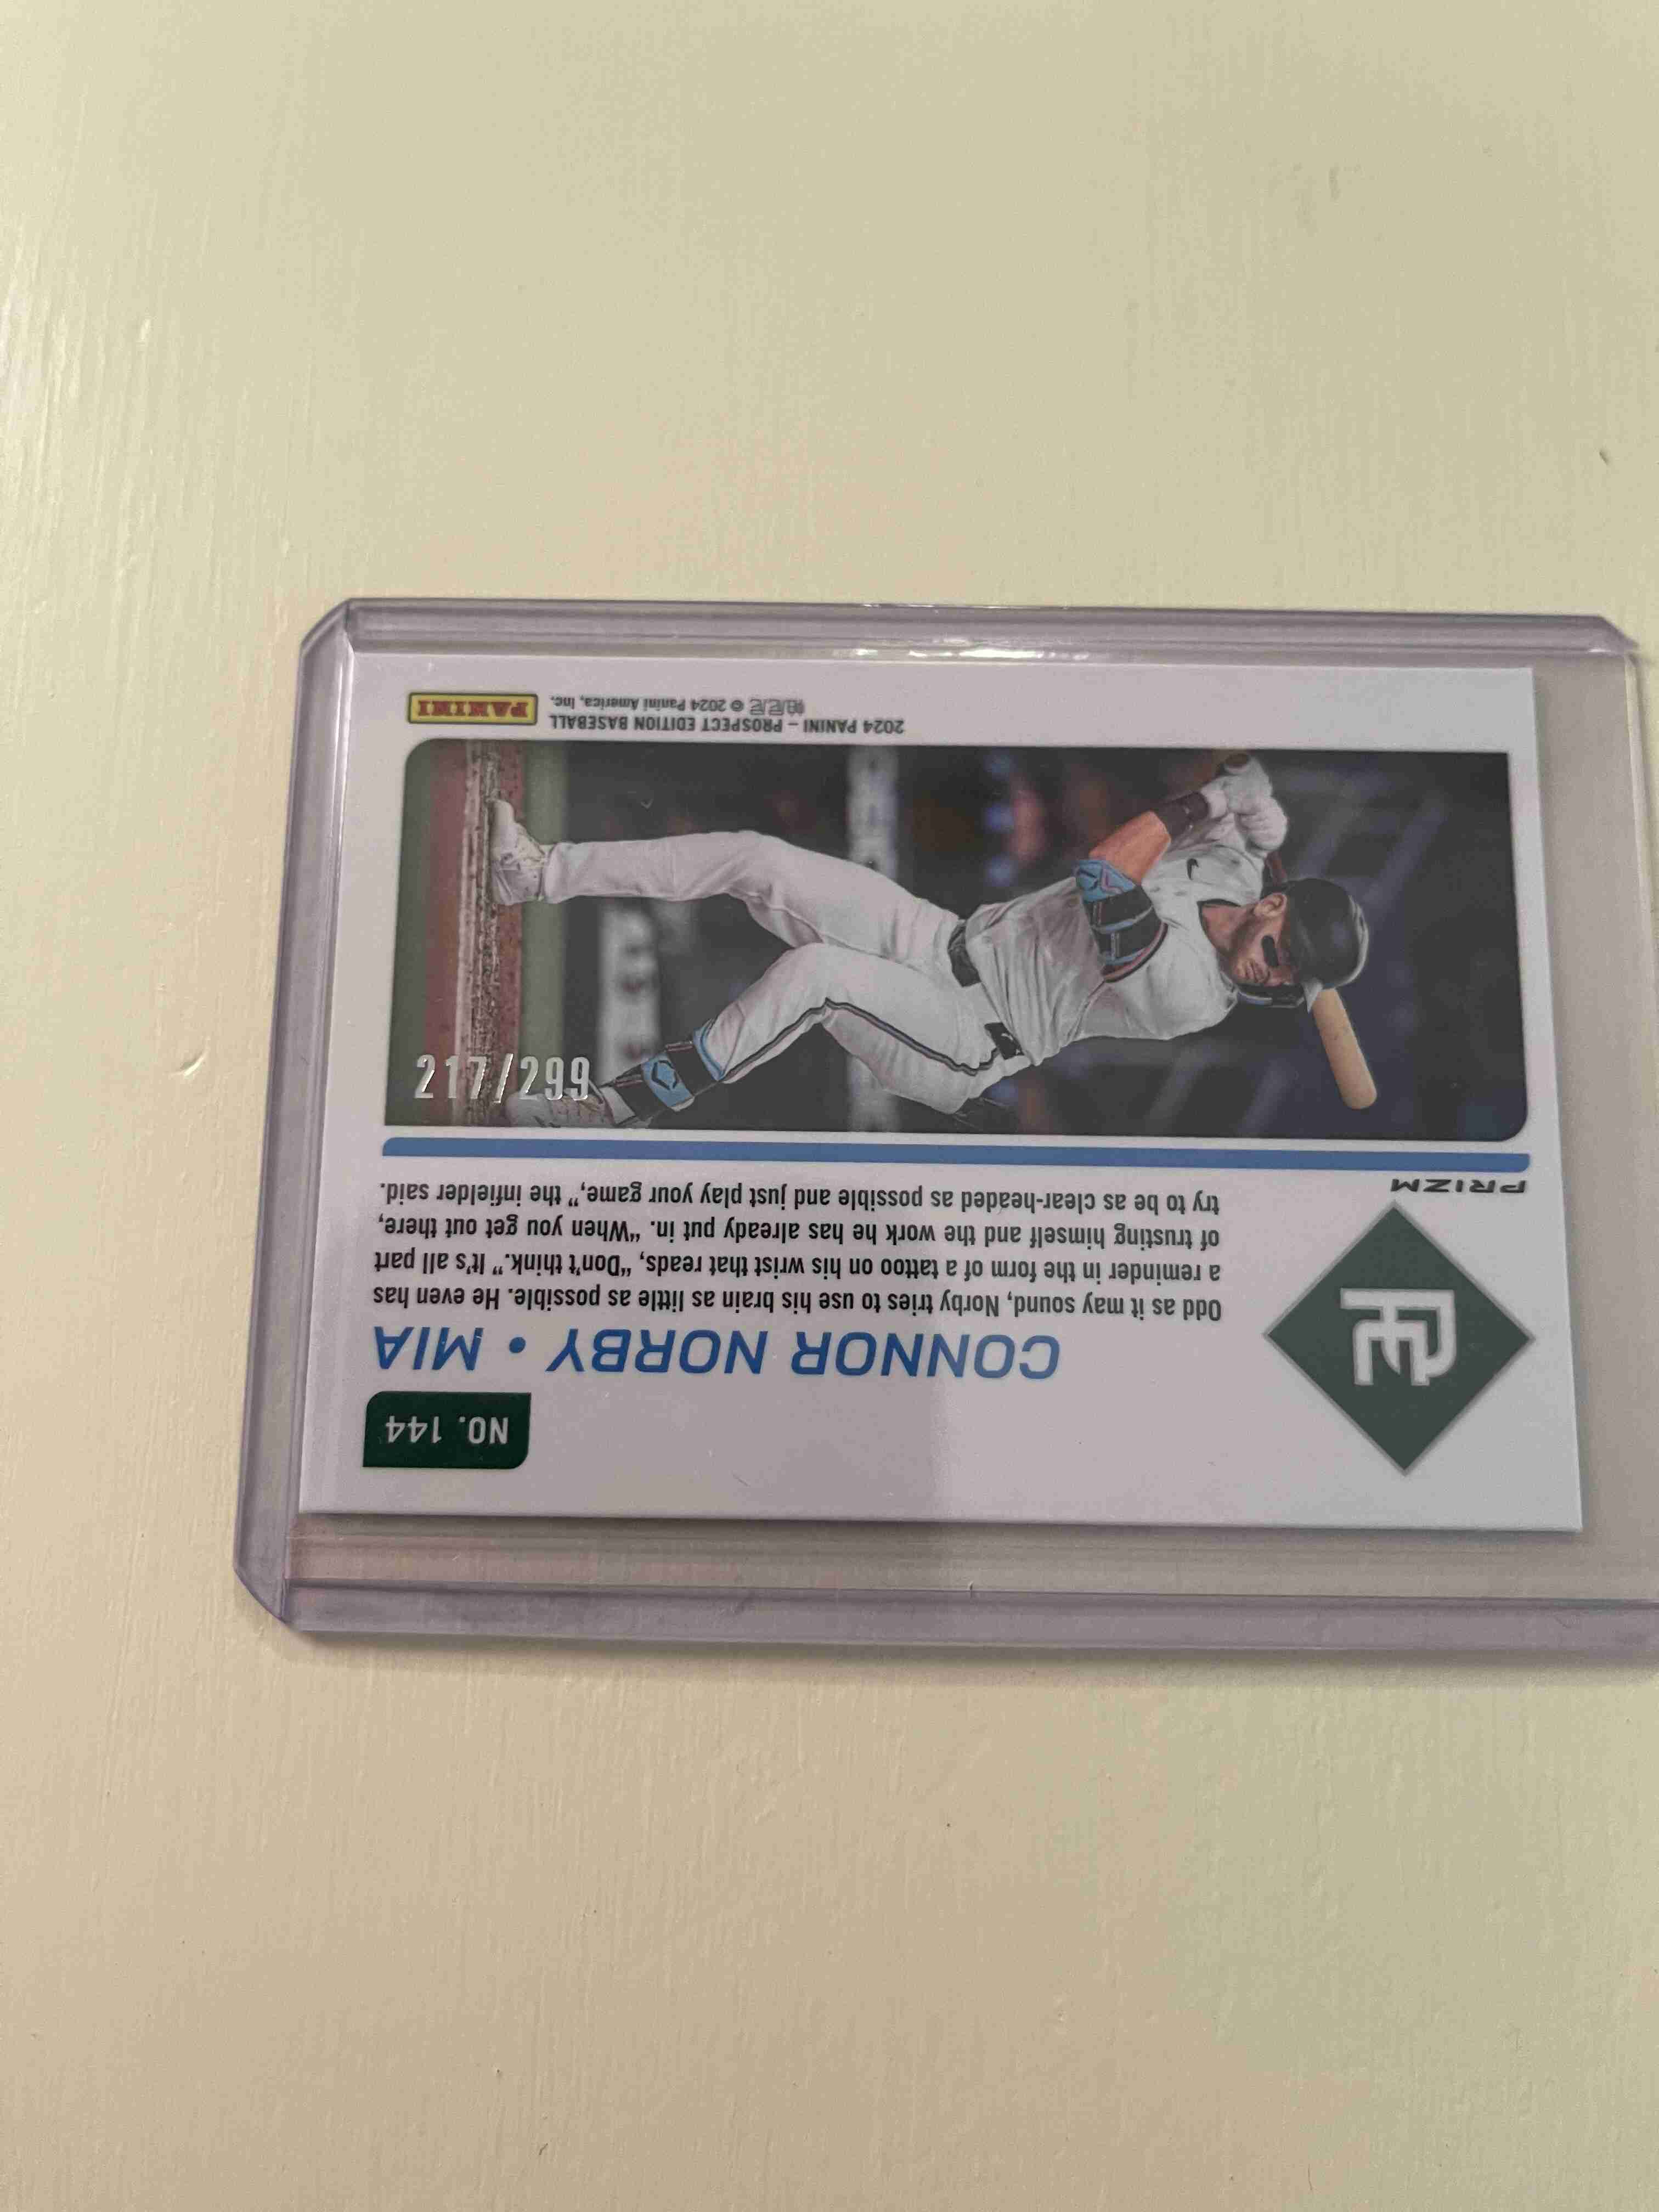 NO. 144
CONNOR NORBY • MIA
Odd as it may sound, Norby tries to use his brain as little as possible. He even has
a reminder in the form of a tattoo on his wrist that reads, “Don’t think.” It’s all part
of trusting himself and the work he has already put in. “When you get out there,
try to be as clear-headed as possible and just play your game,” the infielder said.
PRIZM
217/299
2024 PANINI – PROSPECT EDITION BASEBALL
© 2024 Panini America, Inc.
PANINI